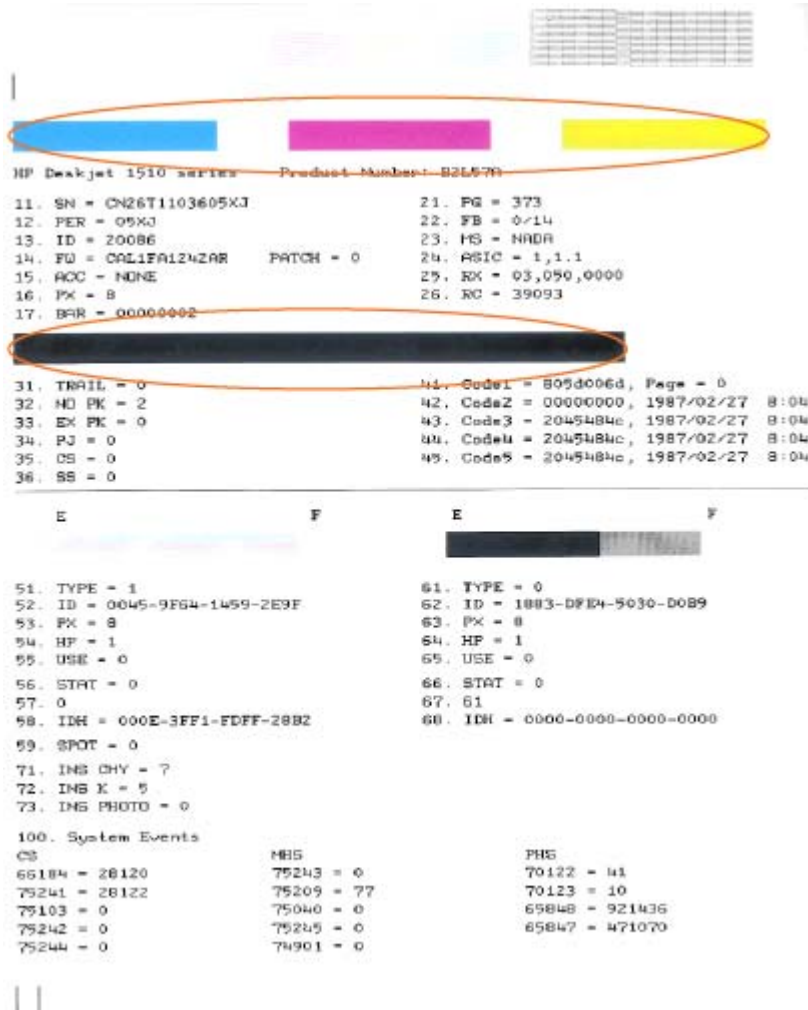 HP Deskjet 1510 series Product Number: B2L57A
11. SN = CN26T1103605XJ
12. PER = 05XJ
13. ID = 20086
14. FW = CAL1FA1242AR PATCH = 0
15. ACC = NONE
16. PX = 8
17. BAR = 00000002
21. PG = 373
22. FB = 0/14
23. MS = NADA
24. ASIC = 1,1.1
25. RX = 03,050,0000
26. RC = 39093
31. TRAIL = 0
32. NO PK = 2
33. EX PK = 0
34. PJ = 0
35. CS = 0
36. SS = 0
41. Code1 = 805d006d, Page = 0
42. Code2 = 00000000, 1987/02/27 8:04
43. Code3 = 2045484c, 1987/02/27 8:04
44. Code4 = 2045484c, 1987/02/27 8:04
45. Code5 = 2045484c, 1987/02/27 8:04
E F
51. TYPE = 1
52. ID = 0045-9F64-1459-2E9F
53. PX = 8
54. HP = 1
55. USE = 0
56. STAT = 0
57. 0
58. IDH = 000E-3FF1-FDFF-28B2
59. SPOT = 0
E F
61. TYPE = 0
62. ID = 1883-DFE4-5030-D0B9
63. PX = 8
64. HP = 1
65. USE = 0
66. STAT = 0
67. 61
68. IDH = 0000-0000-0000-0000
71. INS CMY = 7
72. INS K = 5
73. INS PHOTO = 0
100. System Events
CS
66184 = 28120
75241 = 28122
75103 = 0
75242 = 0
75244 = 0
MHS
75243 = 0
75209 = 77
75040 = 0
75245 = 0
74901 = 0
PHS
70122 = 41
70123 = 10
65848 = 921436
65847 = 471070